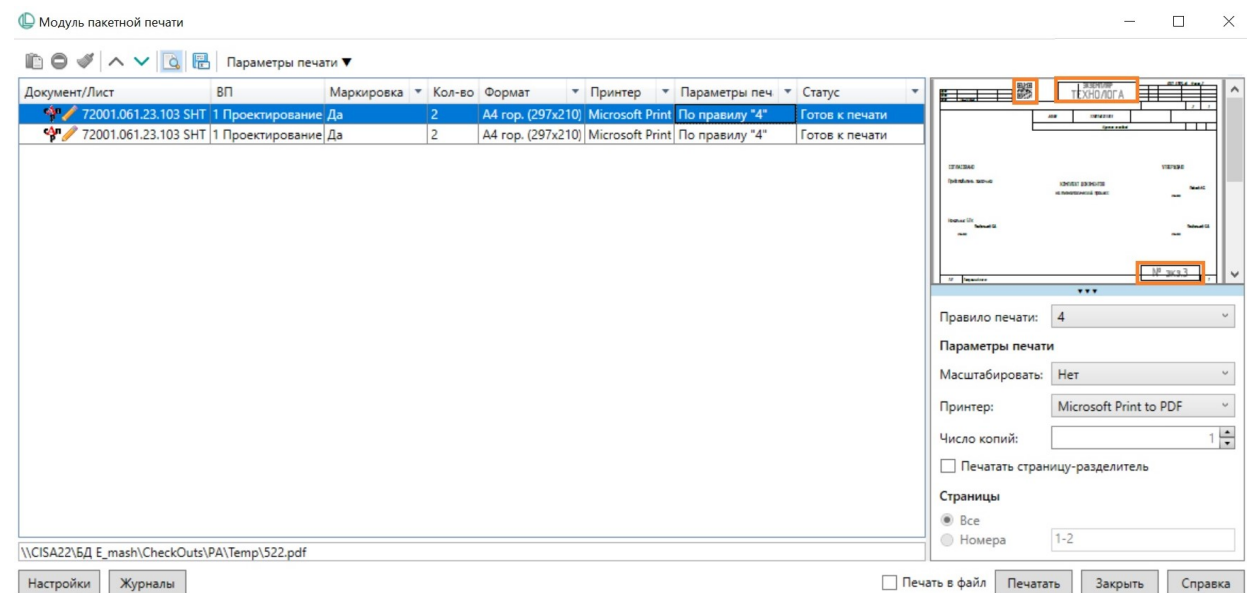 Модуль пакетной печати
Параметры печати ▼
Документ/Лист ВП Маркировка Кол-во Формат Принтер Параметры печ Статус
72001.061.23.103 SHT 1 Проектирование Да 2 А4 гор. (297x210) Microsoft Print По правилу "4" Готов к печати
72001.061.23.103 SHT 1 Проектирование Да 2 А4 гор. (297x210) Microsoft Print По правилу "4" Готов к печати
ТЕХНОЛОГА
СОГЛАСОВАНО УТВЕРЖДАЮ
КОМПЛЕКТ ДОКУМЕНТОВ
№ экз.3
Правило печати: 4
Параметры печати
Масштабировать: Нет
Принтер: Microsoft Print to PDF
Число копий: 1
Печатать страницу-разделитель
Страницы
Все
Номера 1-2
\\CISA22\БД E_mash\CheckOuts\PA\Temp\522.pdf
Настройки Журналы Печать в файл Печатать Закрыть Справка